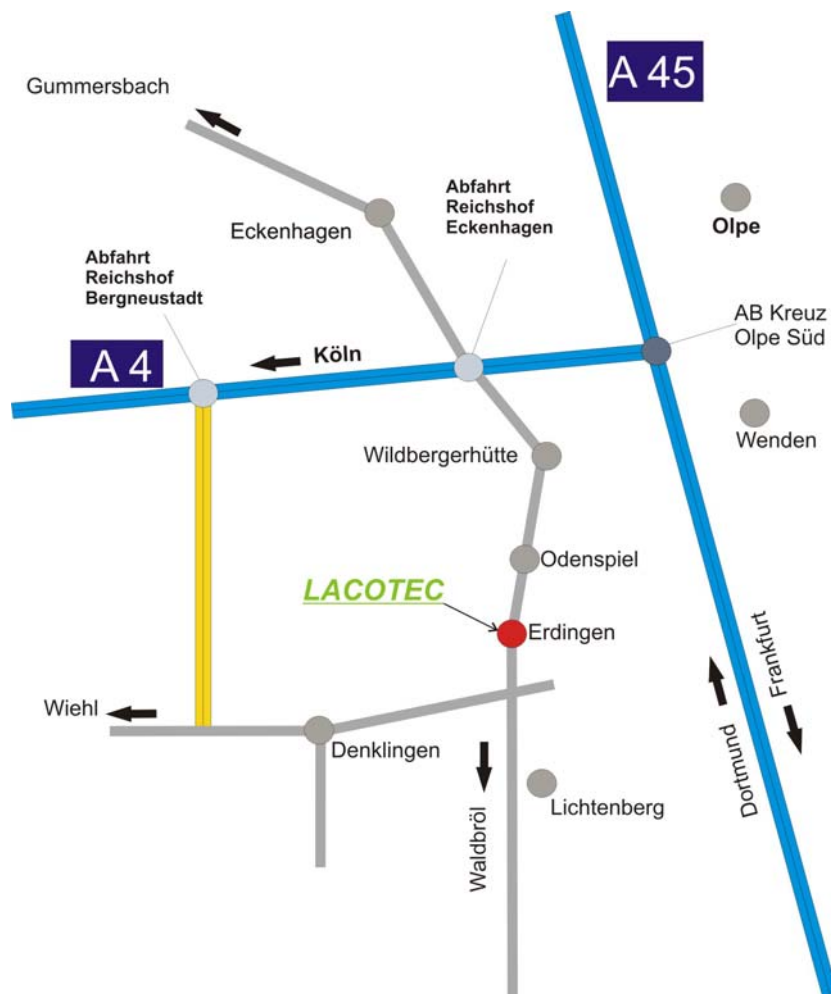 A 45
Gummersbach
Abfahrt
Reichshof
Eckenhagen
Eckenhagen
Olpe
Abfahrt
Reichshof
Bergneustadt
AB Kreuz
Olpe Süd
Köln
A 4
Wenden
Wildbergerhütte
Odenspiel
LACOTEC
Erdingen
Frankfurt
Dortmund
Wiehl
Denklingen
Waldbröl
Lichtenberg